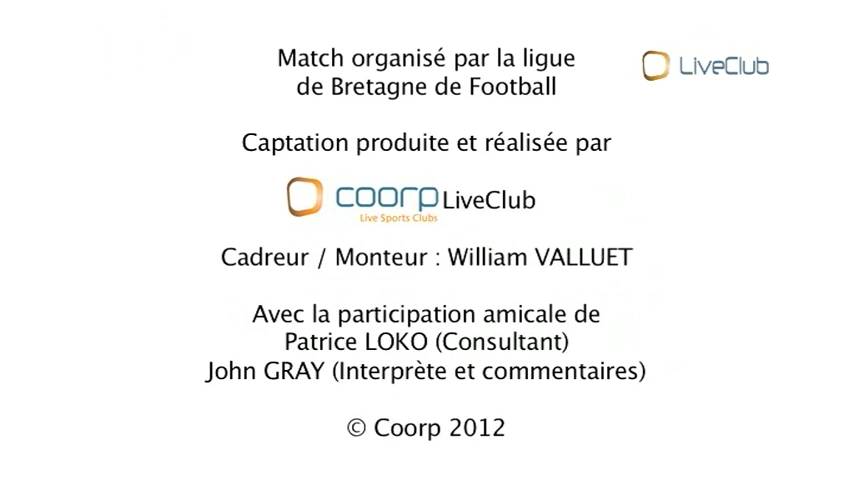 Match organisé par la ligue
de Bretagne de Football
LiveClub
Captation produite et réalisée par
coorp LiveClub
Live Sports Clubs
Cadreur / Monteur : William VALLUET
Avec la participation amicale de
Patrice LOKO (Consultant)
John GRAY (Interprète et commentaires)
© Coorp 2012